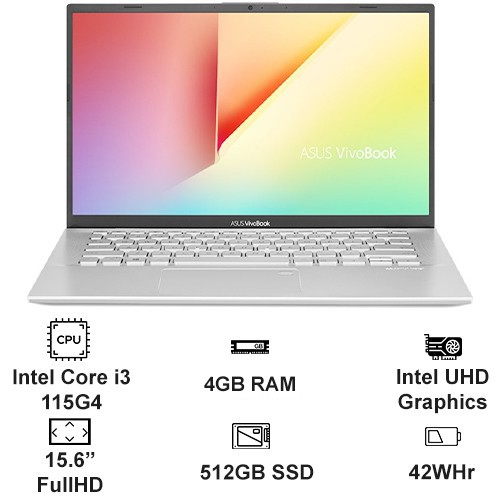 ASUS VivoBook
ASUS VivoBook
CPU
GB
Intel Core i3
115G4
4GB RAM
Intel UHD
Graphics
15.6”
FullHD
512GB SSD
42WHr